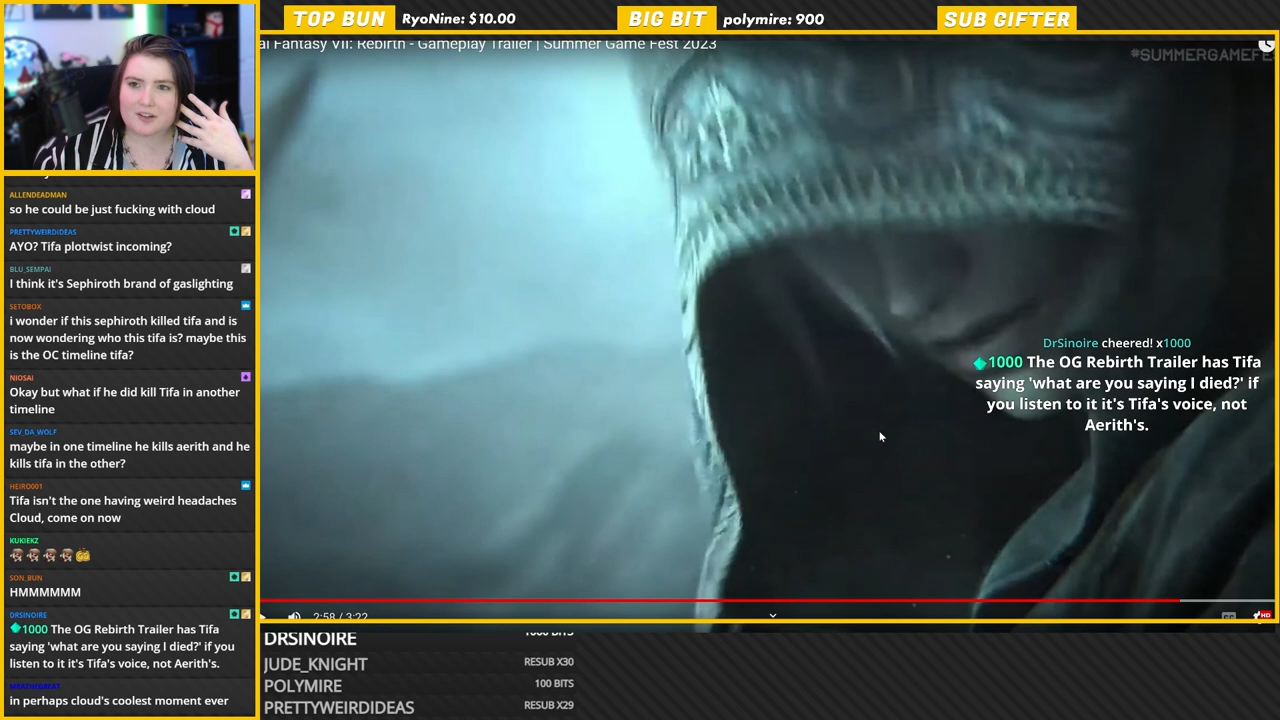 TOP BUN RyoNine: $10.00 BIG BIT polymire: 900 SUB GIFTER
al Fantasy VII: Rebirth - Gameplay Trailer | Summer Game Fest 2023
#SUMMERGAMEFE
ALLENDEADMAN
so he could be just fucking with cloud
PRETTYWEIRDIDEAS
AYO? Tifa plottwist incoming?
BLU_SEMPAI
I think it's Sephiroth brand of gaslighting
SETOBOX
i wonder if this sephiroth killed tifa and is
now wondering who this tifa is? maybe this
is the OC timeline tifa?
NIOSAI
Okay but what if he did kill Tifa in another
timeline
SEV_DA_WOLF
maybe in one timeline he kills aerith and he
kills tifa in the other?
HEIRO001
Tifa isn't the one having weird headaches
Cloud, come on now
KUKIEKZ
SON_BUN
HMMMMMM
DRSINOIRE
1000 The OG Rebirth Trailer has Tifa
saying 'what are you saying I died?' if you
listen to it it's Tifa's voice, not Aerith's.
in perhaps cloud's coolest moment ever
DrSinoire cheered! x1000
1000 The OG Rebirth Trailer has Tifa
saying 'what are you saying I died?' if
you listen to it it's Tifa's voice, not
Aerith's.
2:58 / 3:22
HD
DRSINOIRE 1000 BITS
JUDE_KNIGHT RESUB X30
POLYMIRE 100 BITS
PRETTYWEIRDIDEAS RESUB X29